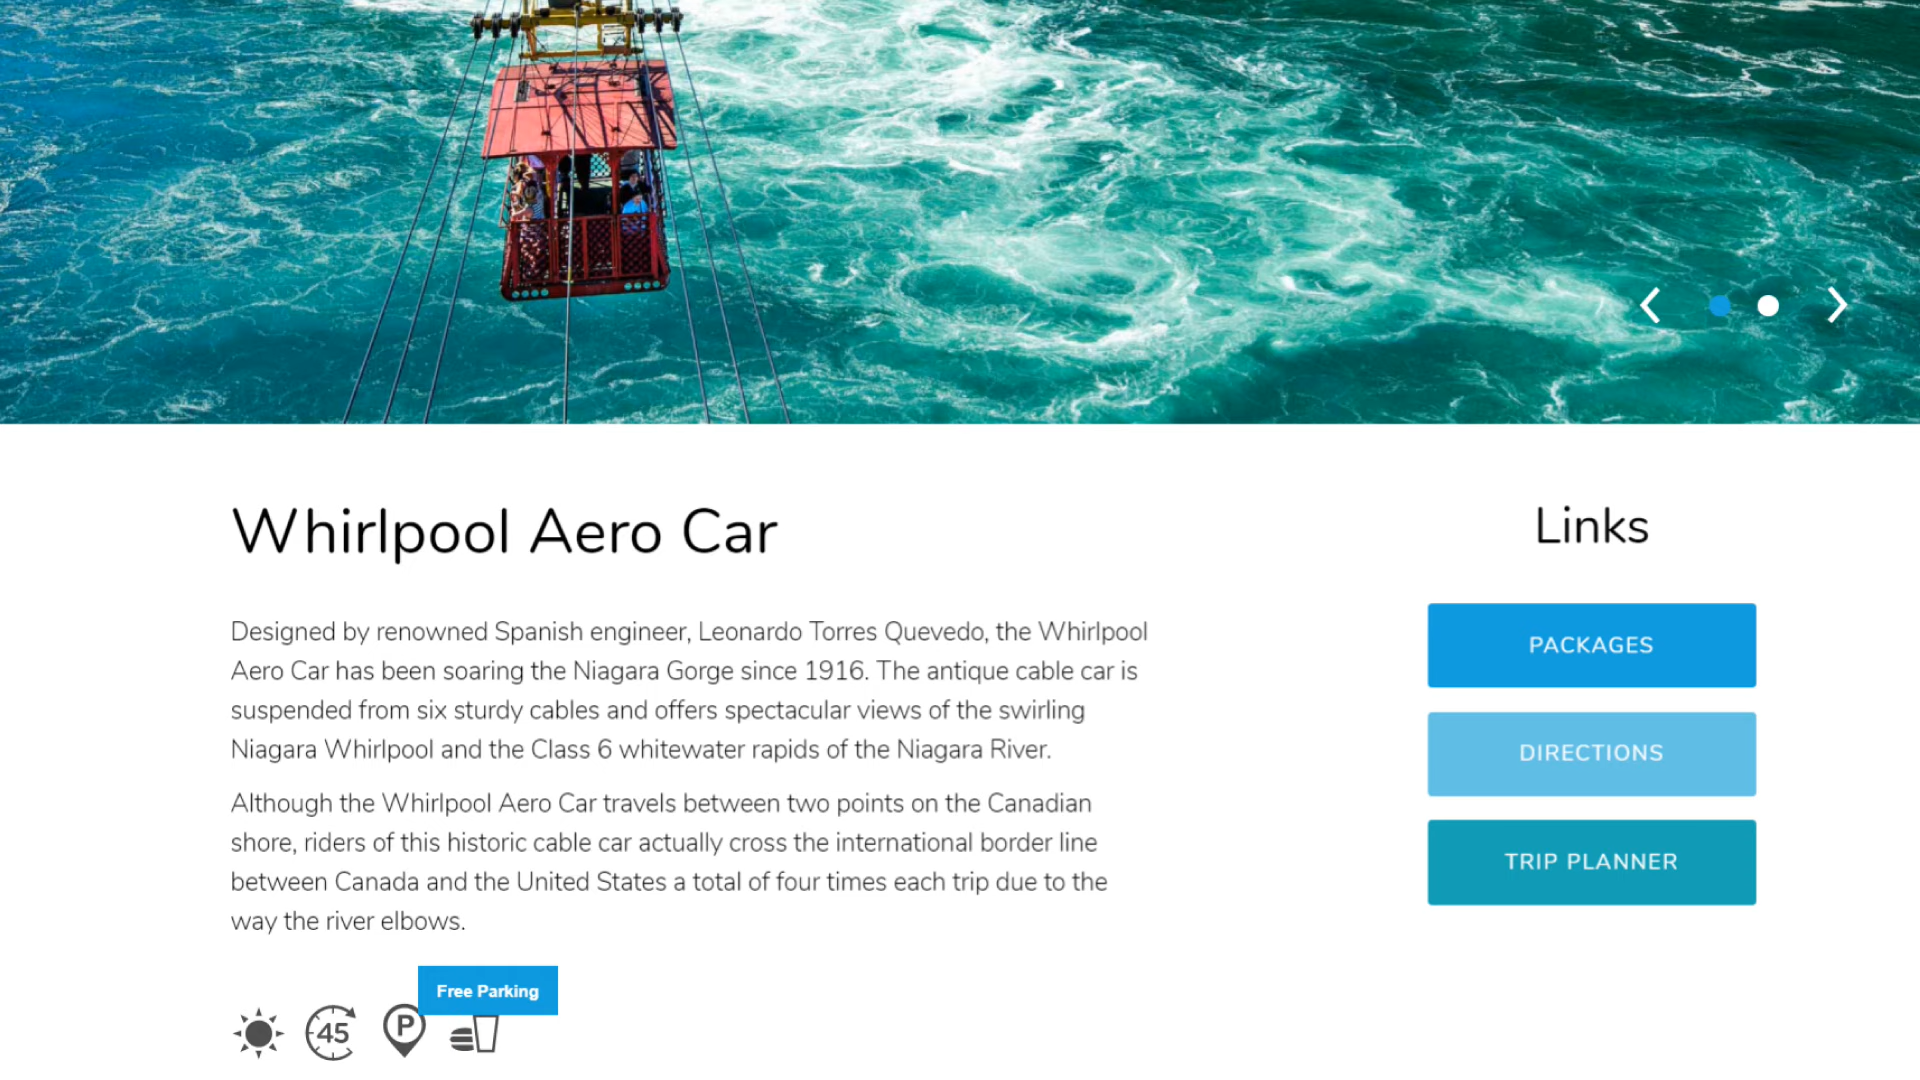 Whirlpool Aero Car
Designed by renowned Spanish engineer, Leonardo Torres Quevedo, the Whirlpool
Aero Car has been soaring the Niagara Gorge since 1916. The antique cable car is
suspended from six sturdy cables and offers spectacular views of the swirling
Niagara Whirlpool and the Class 6 whitewater rapids of the Niagara River.
Although the Whirlpool Aero Car travels between two points on the Canadian
shore, riders of this historic cable car actually cross the international border line
between Canada and the United States a total of four times each trip due to the
way the river elbows.
Free Parking
45
P
Links
PACKAGES
DIRECTIONS
TRIP PLANNER